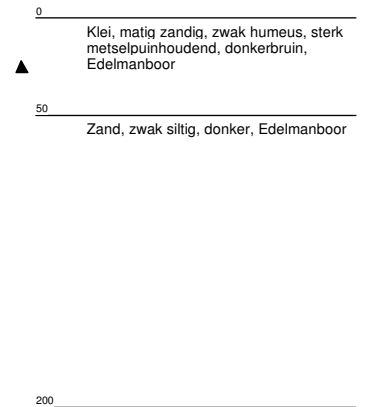 0
Klei, matig zandig, zwak humeus, sterk
metselpuinhoudend, donkerbruin,
Edelmanboor
50
Zand, zwak siltig, donker, Edelmanboor
200